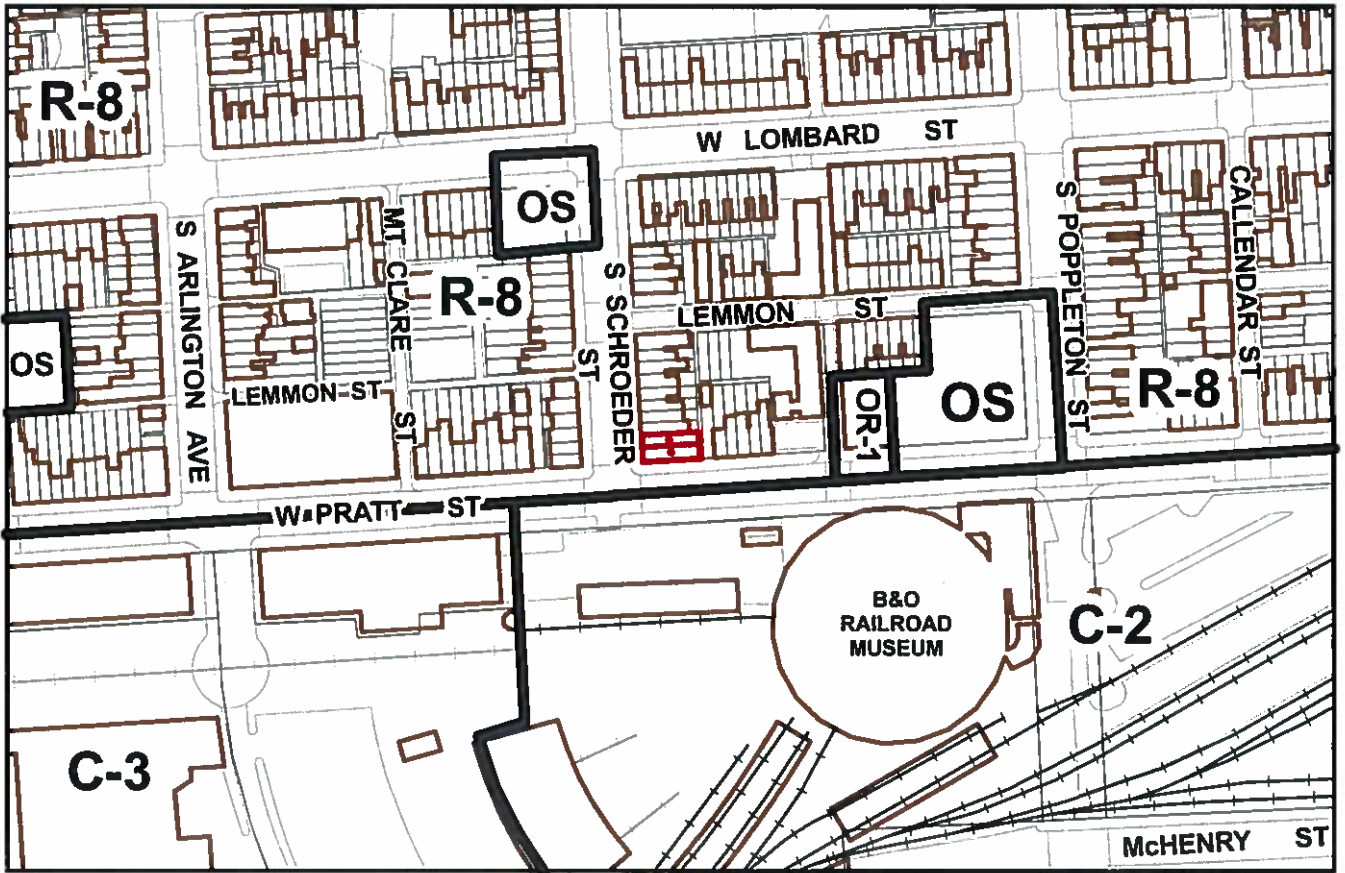 R-8
W LOMBARD ST
OS
S ARLINGTON AVE
MT CLARE ST
R-8
S SCHROEDER ST
LEMMON ST
S POPPLETON ST
CALLENDAR ST
OS
LEMMON ST
OR-1
OS
R-8
W PRATT ST
B&O
RAILROAD
MUSEUM
C-2
C-3
McHENRY ST